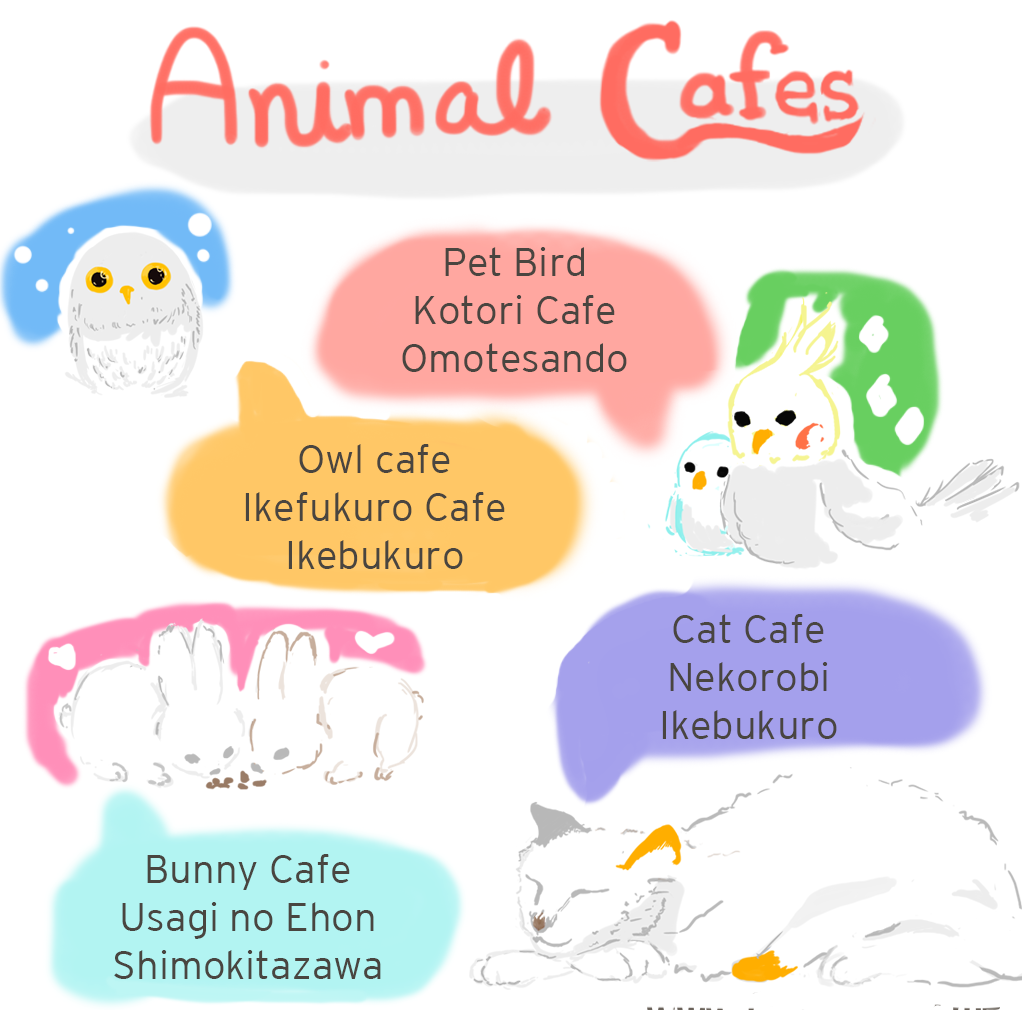 Animal Cafes
Pet Bird
Kotori Cafe
Omotesando
Owl cafe
Ikefukuro Cafe
Ikebukuro
Cat Cafe
Nekorobi
Ikebukuro
Bunny Cafe
Usagi no Ehon
Shimokitazawa